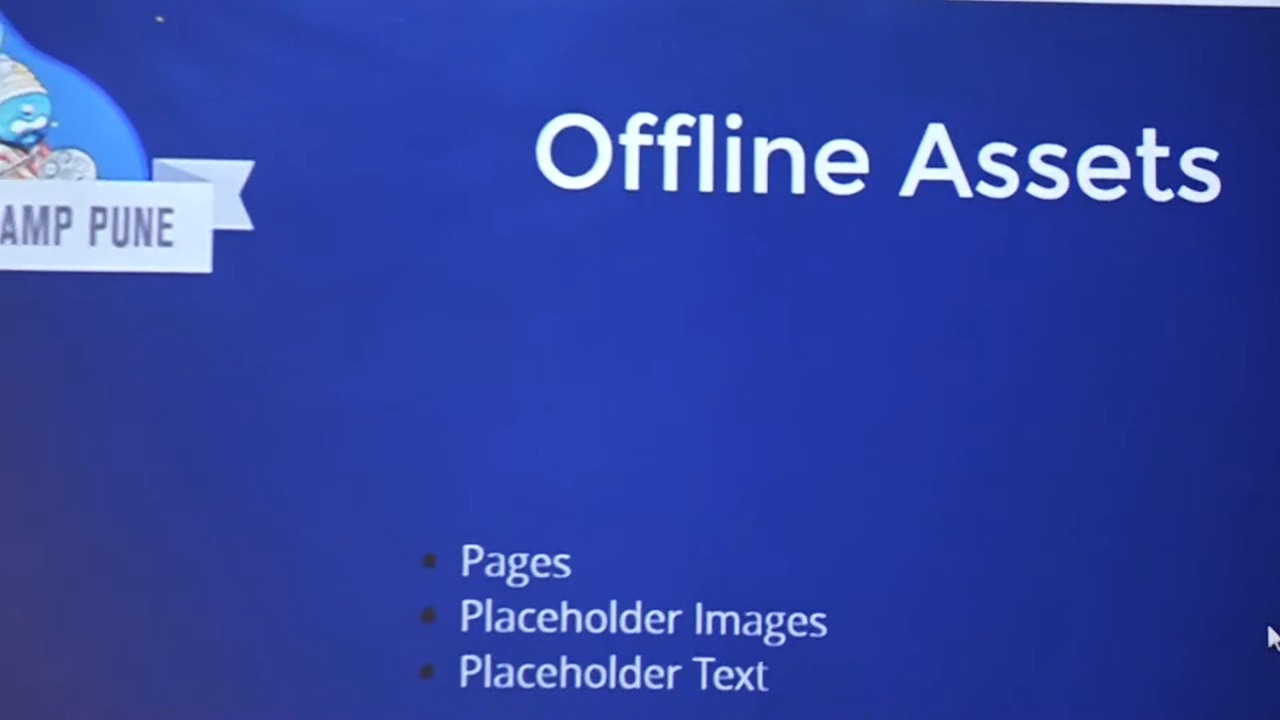 Offline Assets
AMP PUNE
Pages
Placeholder Images
Placeholder Text